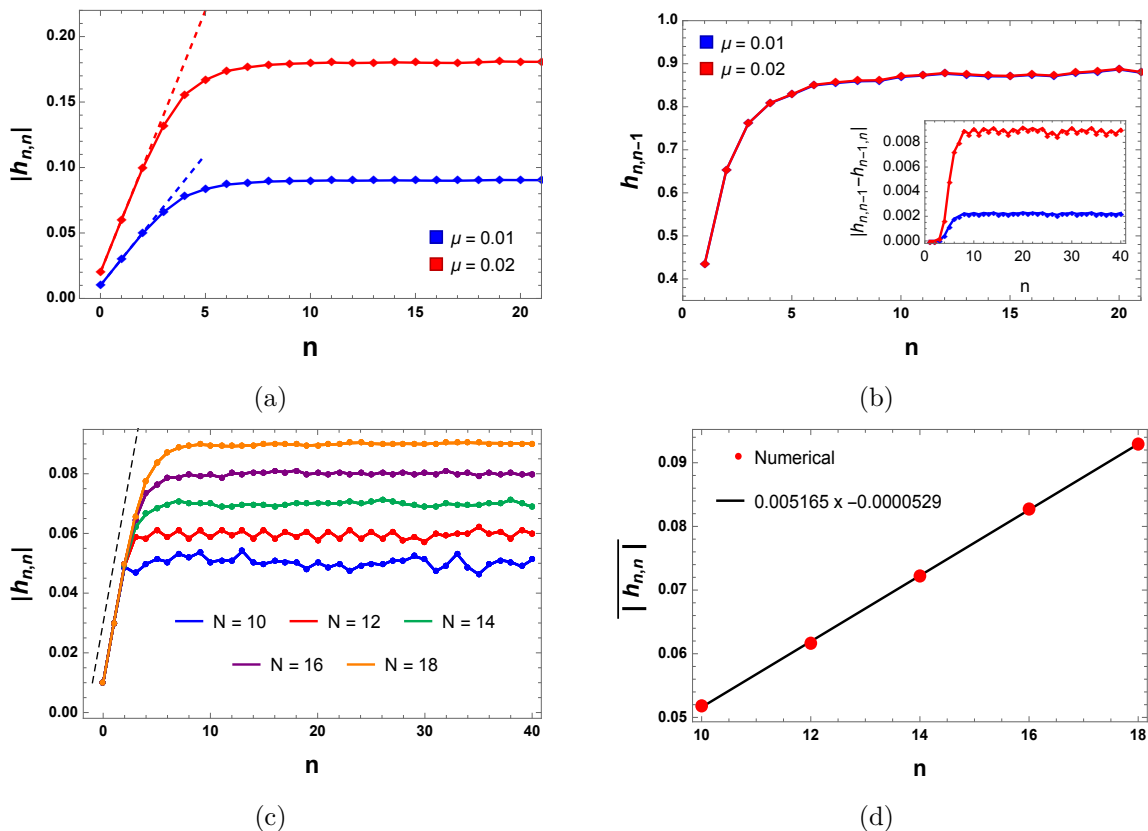 |h_{n,n}|
0.20
0.15
0.10
0.05
0.00
μ = 0.01
μ = 0.02
0 5 10 15 20
n
(a)
h_{n,n−1}
1.0
0.9
0.8
0.7
0.6
0.5
0.4
μ = 0.01
μ = 0.02
|h_{n,n−1}−h_{n−1,n}|
0.008
0.006
0.004
0.002
0.000
0 10 20 30 40
n
0 5 10 15 20
n
(b)
|h_{n,n}|
0.08
0.06
0.04
0.02
0.00
N = 10 N = 12 N = 14
N = 16 N = 18
0 10 20 30 40
n
(c)
| h_{n,n} |
0.09
0.08
0.07
0.06
0.05
Numerical
0.005165 x −0.0000529
10 12 14 16 18
n
(d)